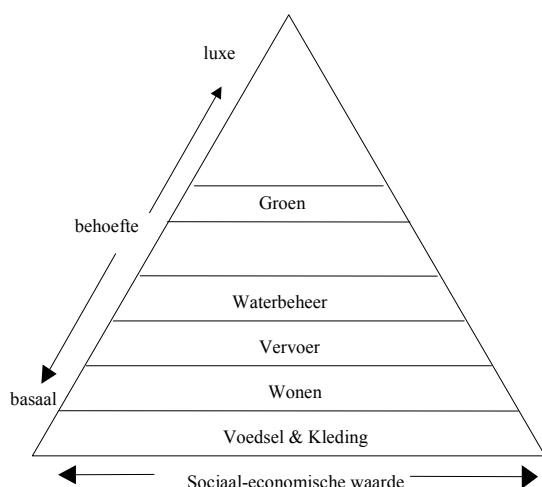 luxe
Groen
behoefte
Waterbeheer
Vervoer
Wonen
basaal
Voedsel & Kleding
Sociaal-economische waarde